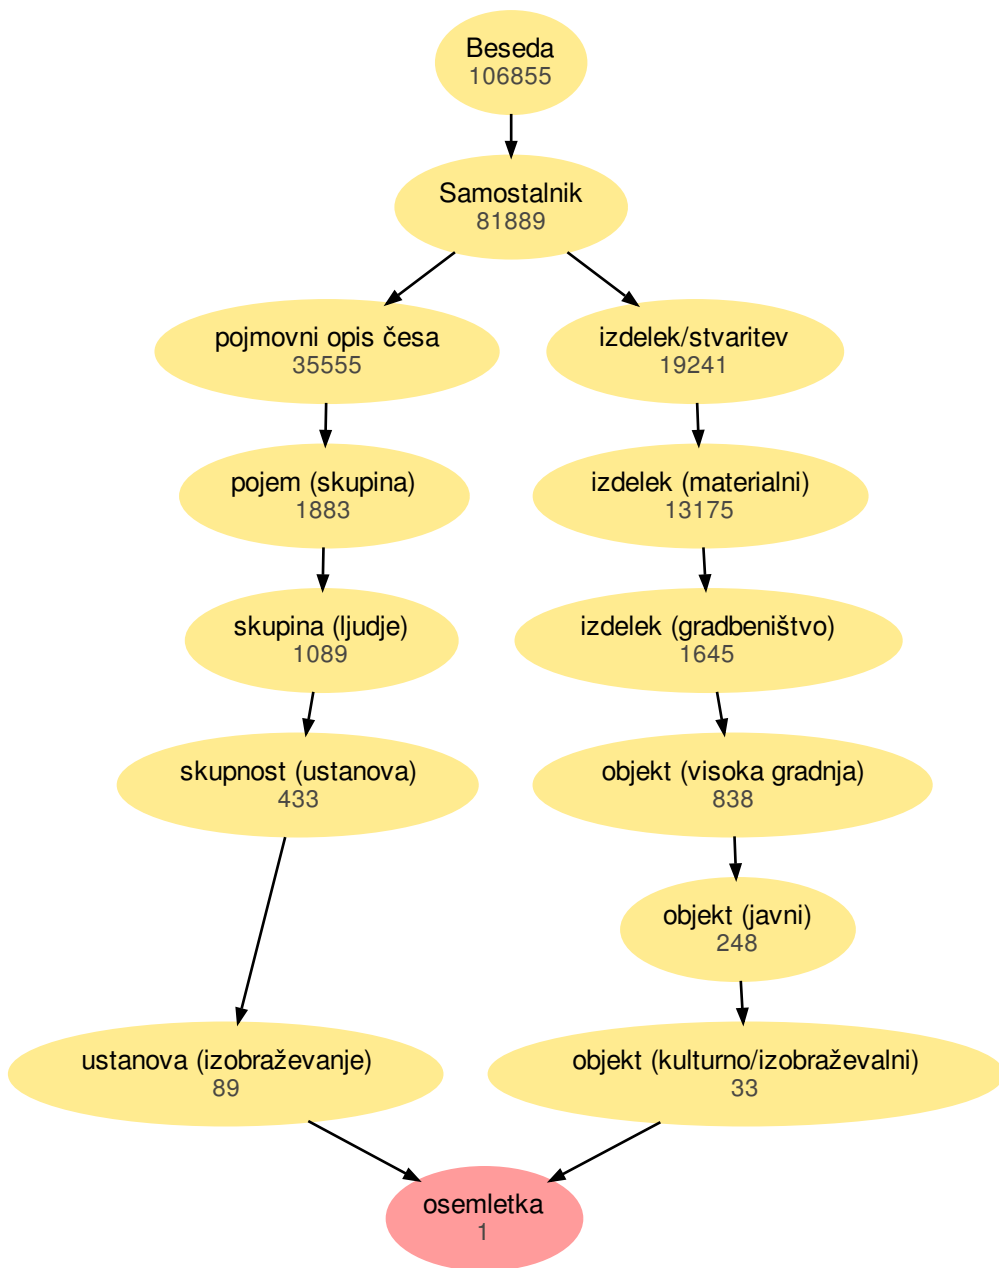 Beseda
106855
Samostalnik
81889
pojmovni opis česa
35555
izdelek/stvaritev
19241
pojem (skupina)
1883
izdelek (materialni)
13175
skupina (ljudje)
1089
izdelek (gradbeništvo)
1645
skupnost (ustanova)
433
objekt (visoka gradnja)
838
objekt (javni)
248
ustanova (izobraževanje)
89
objekt (kulturno/izobraževalni)
33
osemletka
1